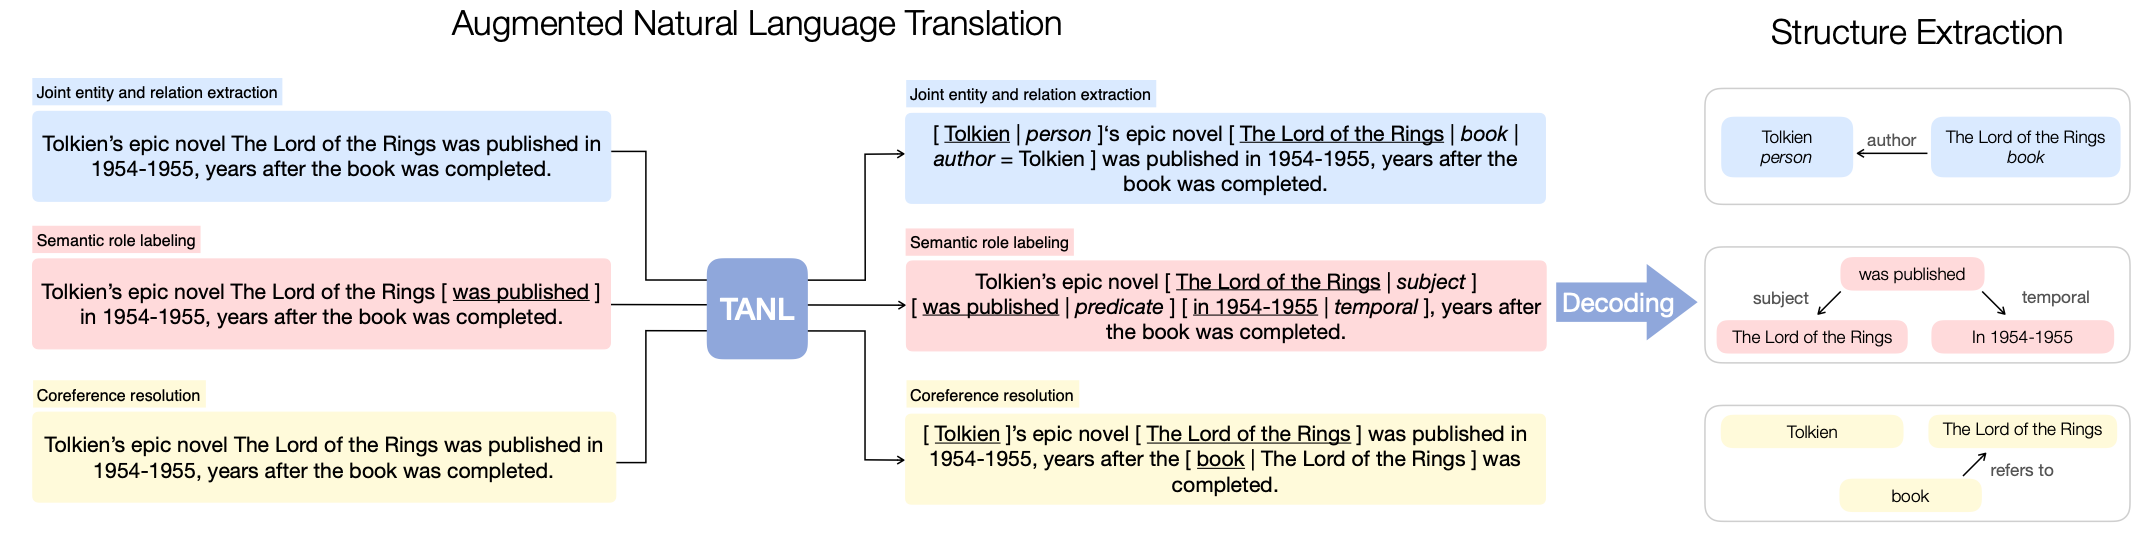 Augmented Natural Language Translation
Structure Extraction
Joint entity and relation extraction
Tolkien’s epic novel The Lord of the Rings was published in
1954-1955, years after the book was completed.
Semantic role labeling
Tolkien’s epic novel The Lord of the Rings [ was published ]
in 1954-1955, years after the book was completed.
Coreference resolution
Tolkien’s epic novel The Lord of the Rings was published in
1954-1955, years after the book was completed.
TANL
Joint entity and relation extraction
[ Tolkien | person ]‘s epic novel [ The Lord of the Rings | book |
author = Tolkien ] was published in 1954-1955, years after the
book was completed.
Semantic role labeling
Tolkien’s epic novel [ The Lord of the Rings | subject ]
[ was published | predicate ] [ in 1954-1955 | temporal ], years after
the book was completed.
Coreference resolution
[ Tolkien ]’s epic novel [ The Lord of the Rings ] was published in
1954-1955, years after the [ book | The Lord of the Rings ] was
completed.
Decoding
Tolkien
person
author
The Lord of the Rings
book
was published
subject
temporal
The Lord of the Rings
In 1954-1955
Tolkien
The Lord of the Rings
refers to
book